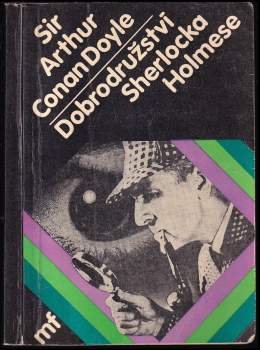 Sir
Arthur
Conan Doyle
Dobrodružství
Sherlocka
Holmese
mf